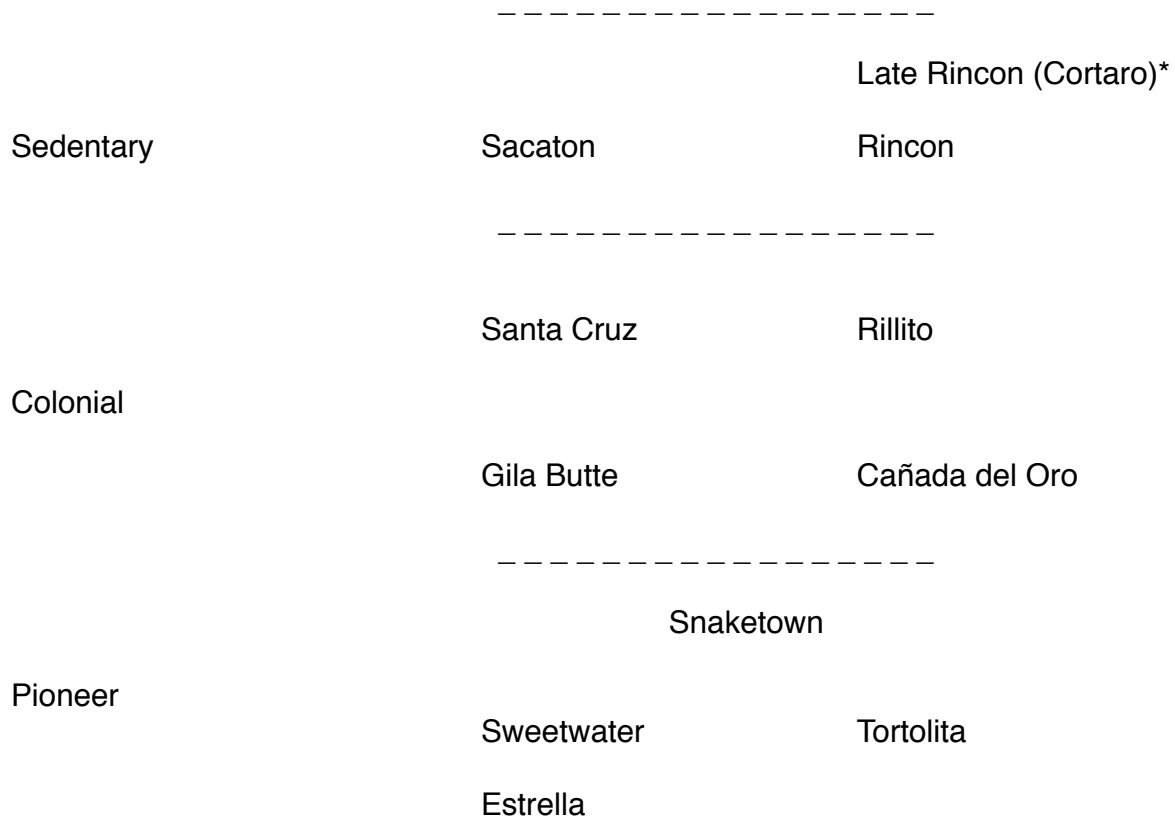 Late Rincon (Cortaro)*
Sedentary Sacaton Rincon
Santa Cruz Rillito
Colonial
Gila Butte Cañada del Oro
Snaketown
Pioneer
Sweetwater Tortolita
Estrella